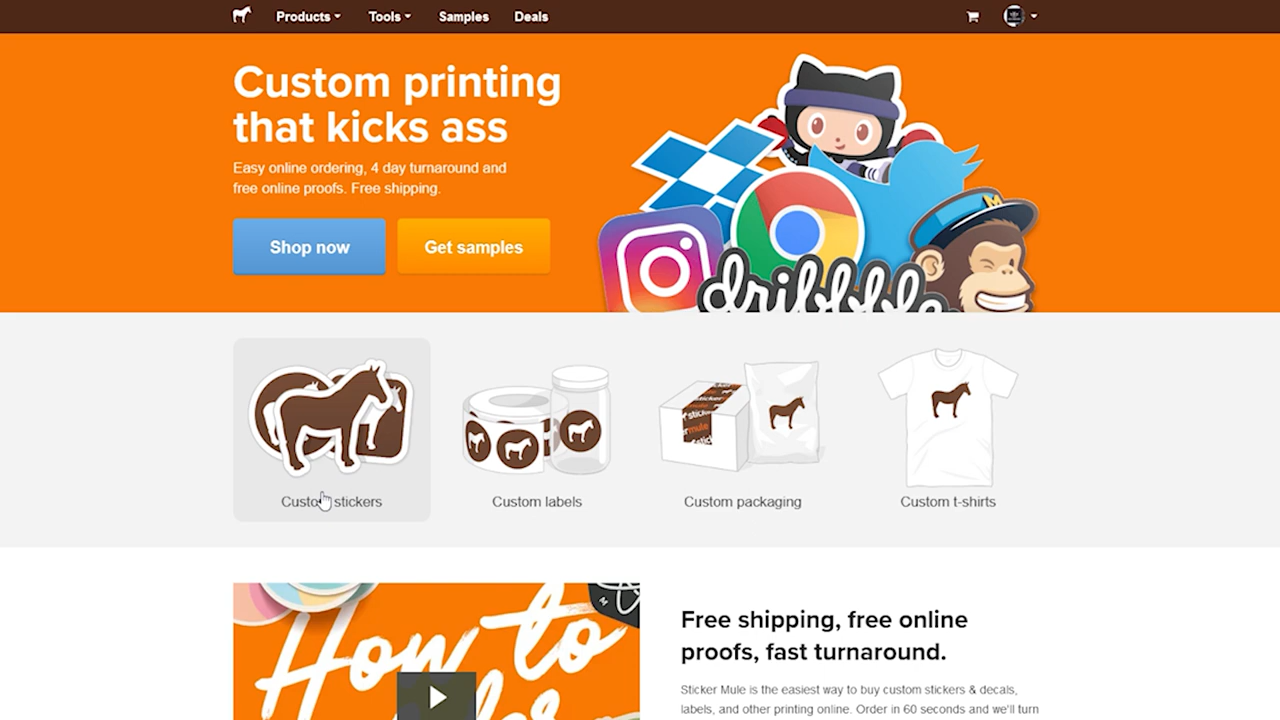 Products Tools Samples Deals
Custom printing
that kicks ass
Easy online ordering, 4 day turnaround and
free online proofs. Free shipping.
Shop now Get samples
dribbble
Custom stickers Custom labels Custom packaging Custom t-shirts
How to
Free shipping, free online
proofs, fast turnaround.
Sticker Mule is the easiest way to buy custom stickers & decals,
labels, and other printing online. Order in 60 seconds and we'll turn